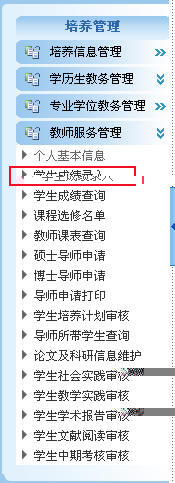 培养管理
培养信息管理
学历生教务管理
专业学位教务管理
教师服务管理
个人基本信息
学生成绩录入
学生成绩查询
课程选修名单
教师课表查询
硕士导师申请
博士导师申请
导师申请打印
学生培养计划审核
导师所带学生查询
论文及科研信息维护
学生社会实践审核
学生教学实践审核
学生学术报告审核
学生文献阅读审核
学生中期考核审核